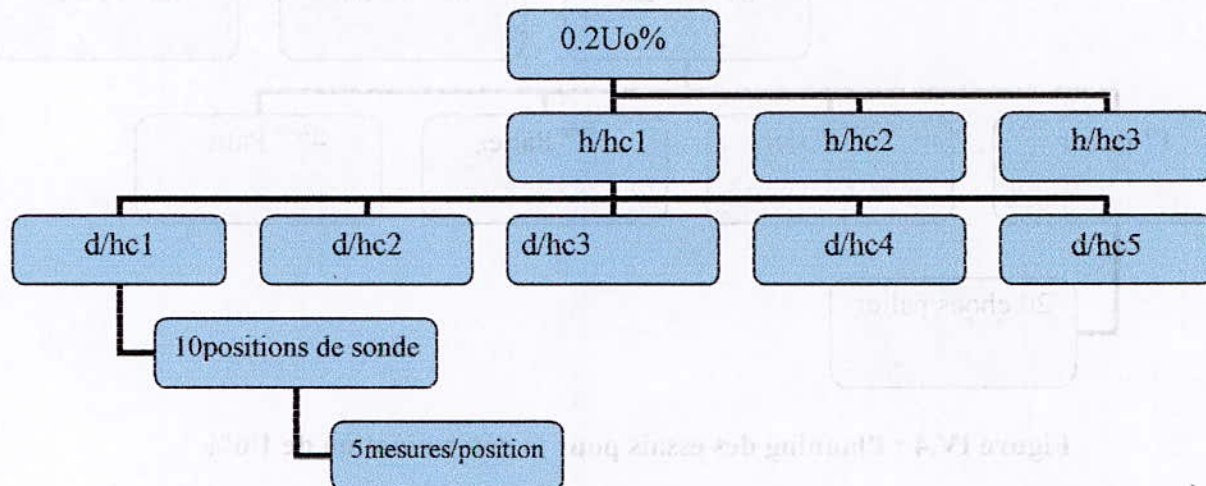 0.2Uo%
h/hc1 h/hc2 h/hc3
d/hc1 d/hc2 d/hc3 d/hc4 d/hc5
10positions de sonde
5mesures/position